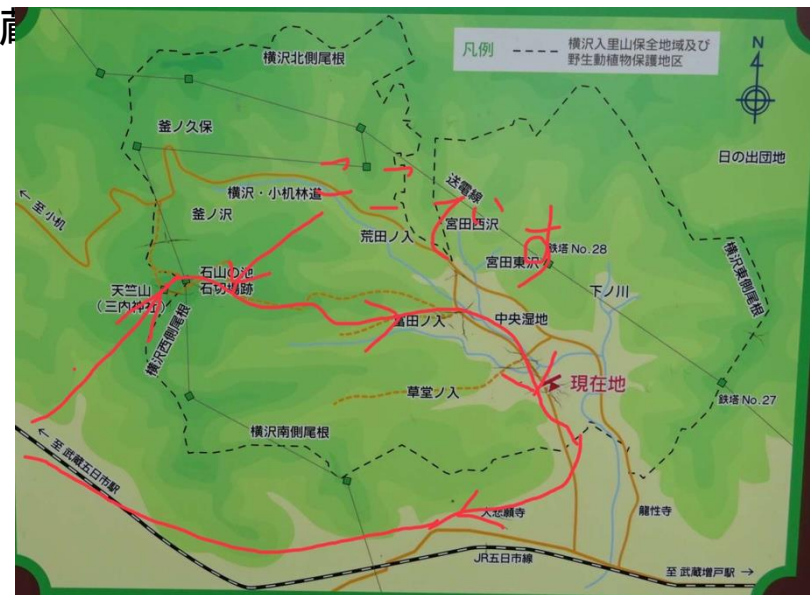 横沢北側尾根
凡例
横沢入里山保全地域及び
野生動植物保護地区
N
日の出団地
釜ノ久保
← 至 小机
横沢・小机林道
釜ノ沢
送電線
荒田ノ入
宮田西沢
宮田東沢
鉄塔 No.28
下ノ川
横沢東側尾根
天竺山
(三内神社)
石山の池
横沢西側尾根
富田ノ入
中央湿地
現在地
草堂ノ入
鉄塔 No.27
横沢南側尾根
← 至 武蔵五日市駅
大悲願寺
龍性寺
JR五日市線
至 武蔵増戸駅 →